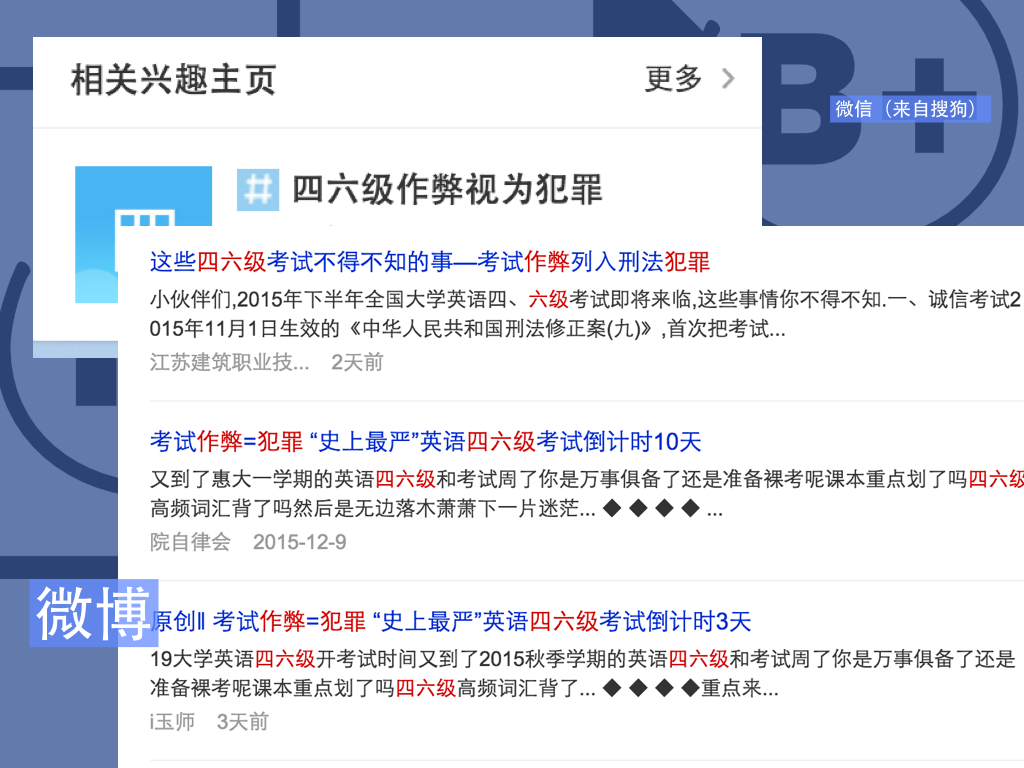 相关兴趣主页
更多
B+
微信（来自搜狗）
# 四六级作弊视为犯罪
这些四六级考试不得不知的事—考试作弊列入刑法犯罪
小伙伴们,2015年下半年全国大学英语四、六级考试即将来临,这些事情你不得不知.一、诚信考试2
015年11月1日生效的《中华人民共和国刑法修正案(九)》,首次把考试...
江苏建筑职业技... 2天前
考试作弊=犯罪 “史上最严”英语四六级考试倒计时10天
又到了惠大一学期的英语四六级和考试周了你是万事俱备了还是准备裸考呢课本重点划了吗四六级
高频词汇背了吗然后是无边落木萧萧下一片迷茫... ◆ ◆ ◆ ◆ ...
院自律会 2015-12-9
微博
原创‖ 考试作弊=犯罪 “史上最严”英语四六级考试倒计时3天
19大学英语四六级开考试时间又到了2015秋季学期的英语四六级和考试周了你是万事俱备了还是
准备裸考呢课本重点划了吗四六级高频词汇背了... ◆ ◆ ◆ ◆重点来...
i玉师 3天前